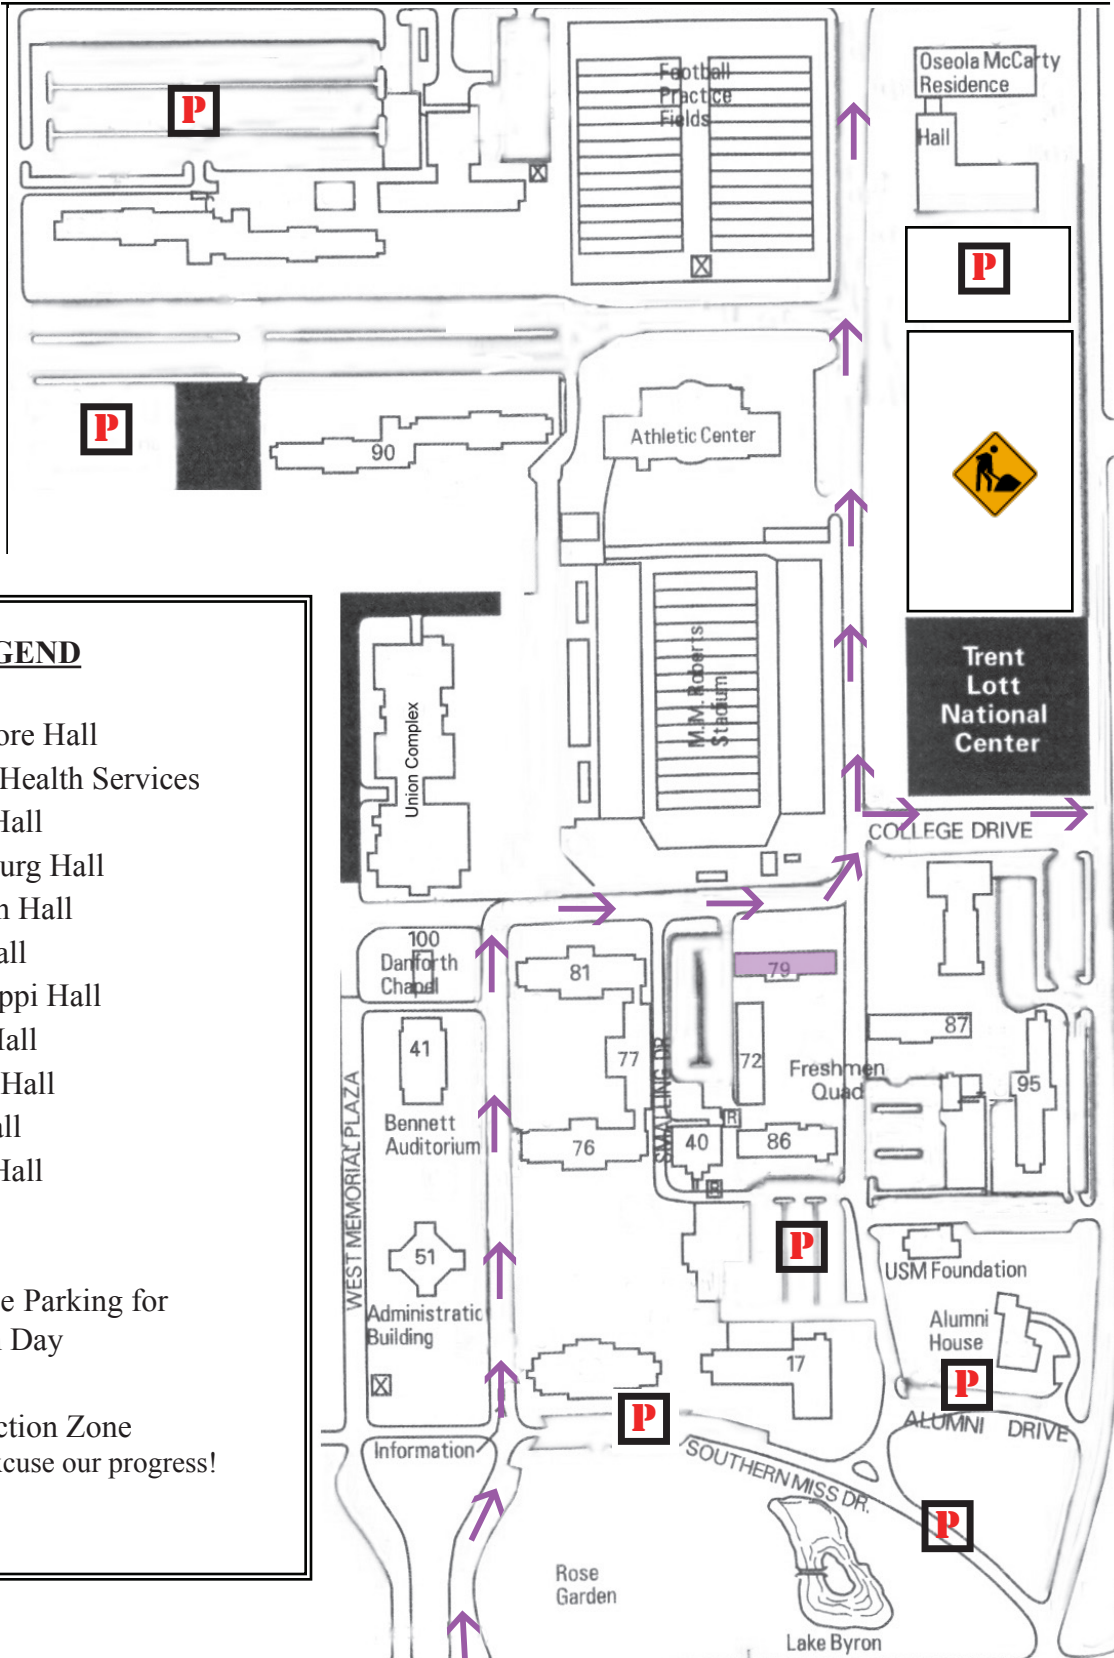 Oseola McCarty
Residence
Hall
Football
Practice
Fields
P
P
P
90
Athletic Center
GEND
ore Hall
Health Services
Hall
urg Hall
n Hall
all
ppi Hall
Hall
Hall
all
Hall
e Parking for
Day
ction Zone
cuse our progress!
Union Complex
M.M. Roberts
Stadium
Trent
Lott
National
Center
COLLEGE DRIVE
100
Danforth
Chapel
81
79
41
77
72
87
95
Freshmen
Quad
Bennett
Auditorium
76
SMALLING DR.
R
40
86
R
WEST MEMORIAL PLAZA
51
Administratio
Building
P
USM Foundation
Alumni
House
17
P
P
ALUMNI DRIVE
Information
SOUTHERN MISS DR.
P
Rose
Garden
Lake Byron